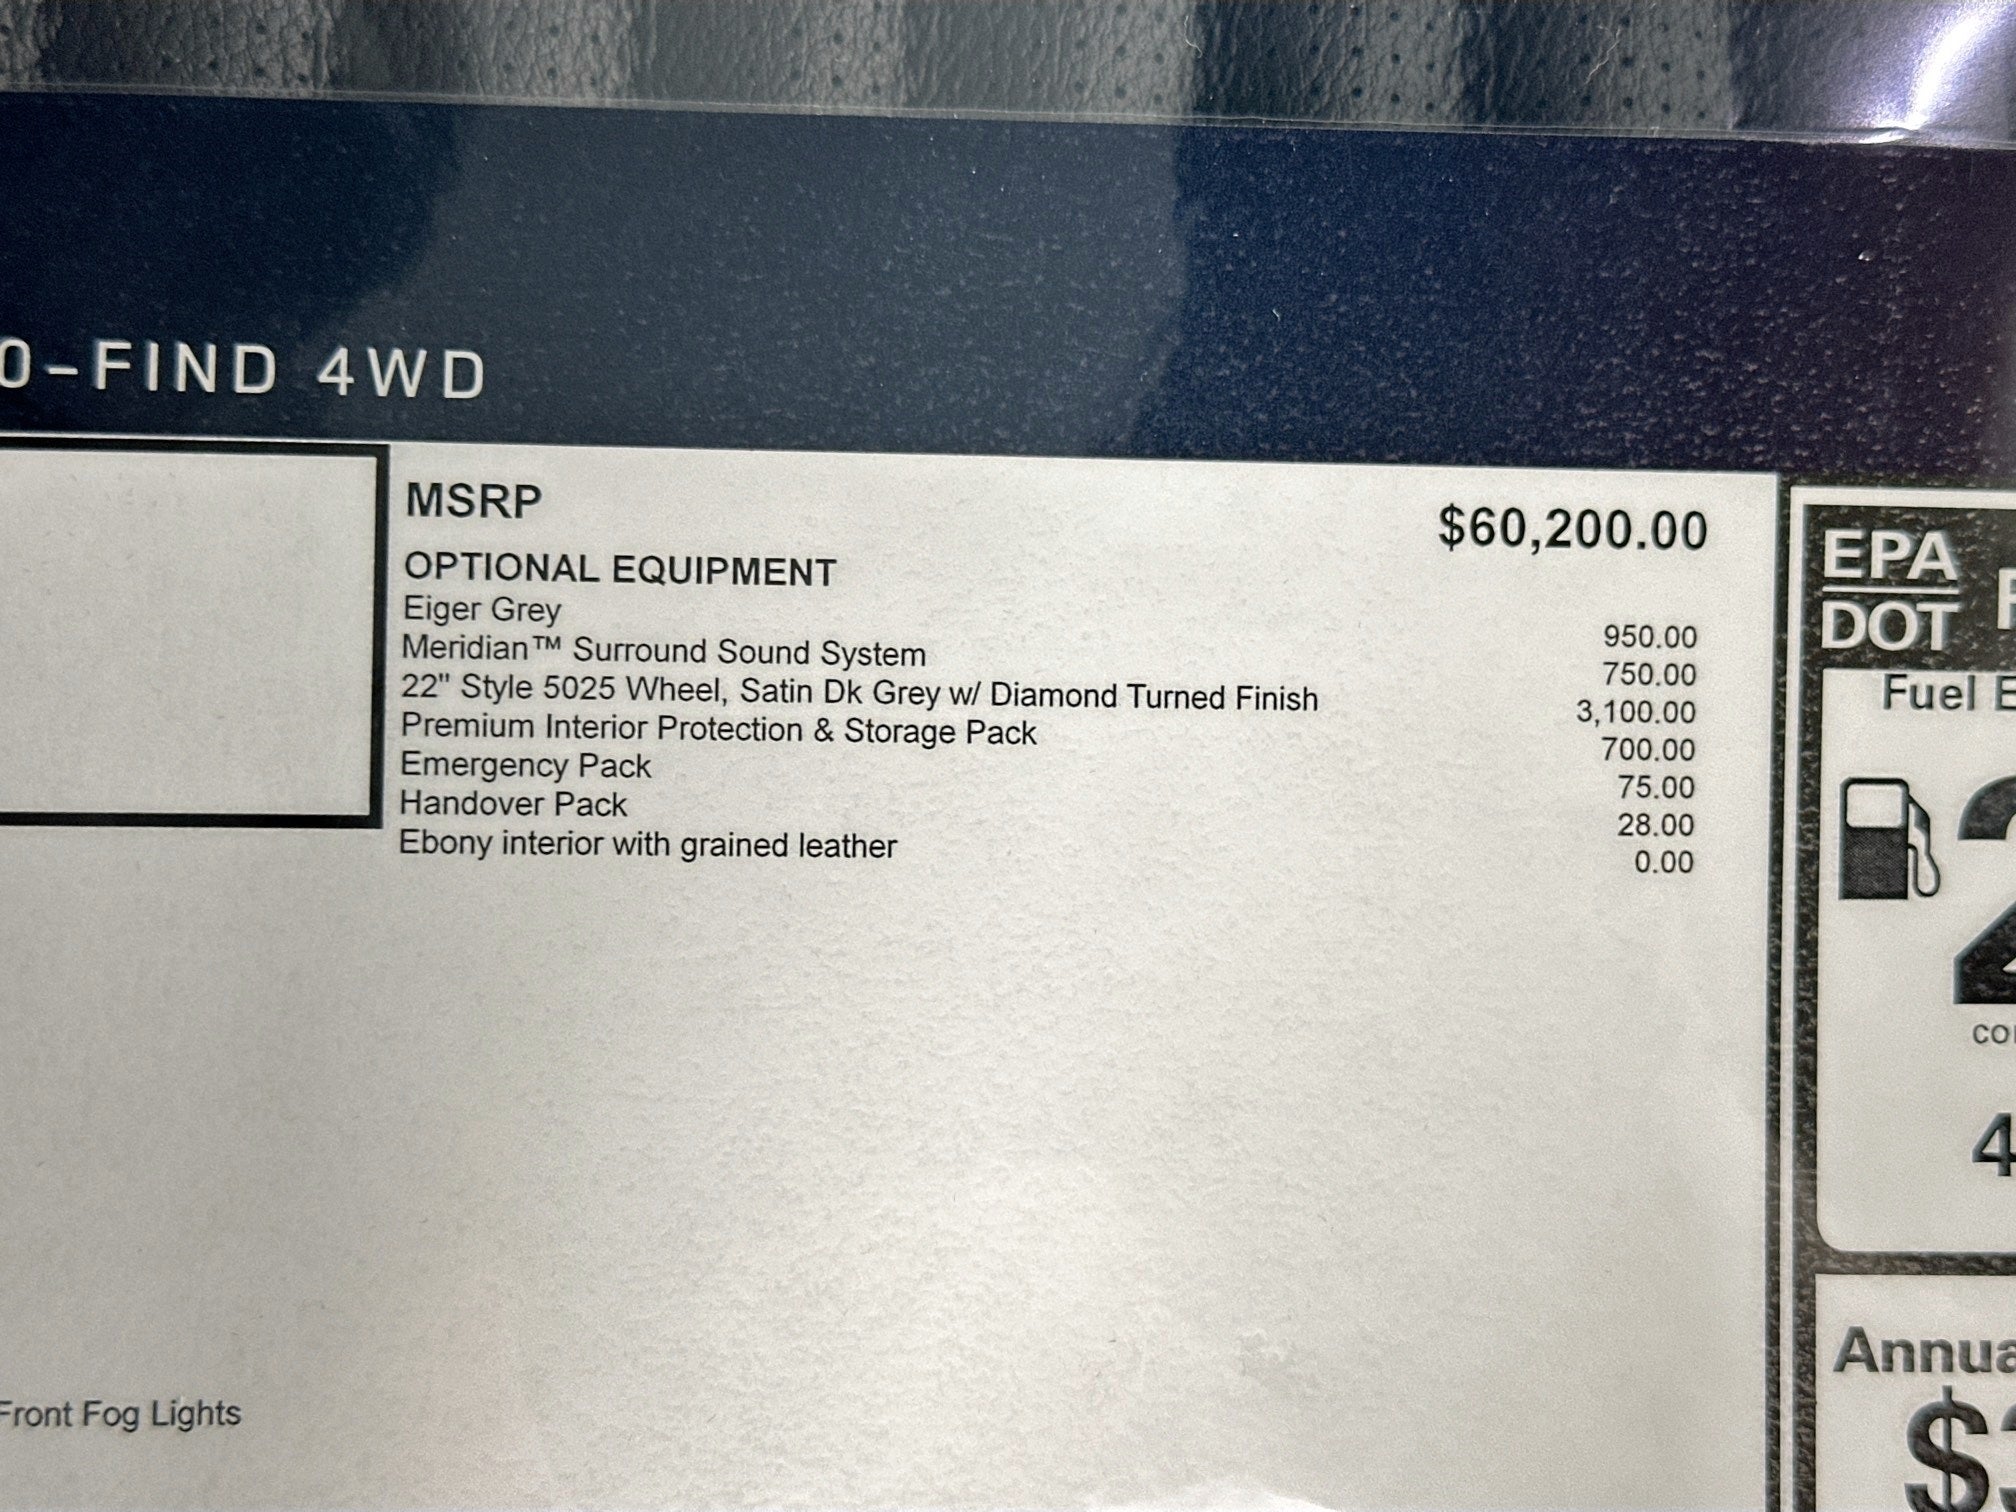 0-FIND 4WD
MSRP $60,200.00
OPTIONAL EQUIPMENT
Eiger Grey 950.00
Meridian™ Surround Sound System 750.00
22" Style 5025 Wheel, Satin Dk Grey w/ Diamond Turned Finish 3,100.00
Premium Interior Protection & Storage Pack 700.00
Emergency Pack 75.00
Handover Pack 28.00
Ebony interior with grained leather 0.00
Front Fog Lights
EPA
DOT
Fuel